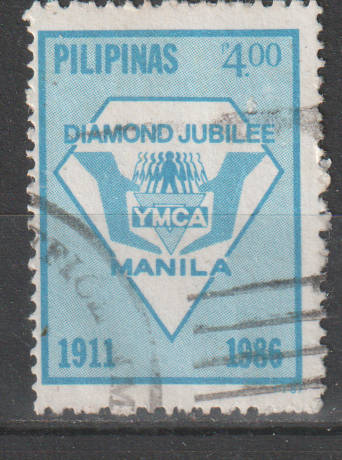 PILIPINAS ₱4.00
DIAMOND JUBILEE
YMCA
MANILA
1911 1986